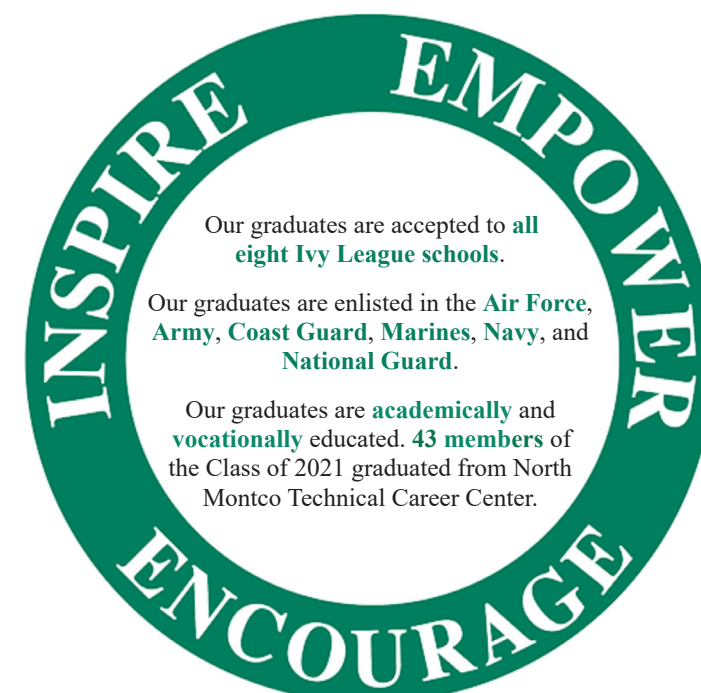 INSPIRE
EMPOWER
Our graduates are accepted to all
eight Ivy League schools.
Our graduates are enlisted in the Air Force,
Army, Coast Guard, Marines, Navy, and
National Guard.
Our graduates are academically and
vocationally educated. 43 members of
the Class of 2021 graduated from North
Montco Technical Career Center.
ENCOURAGE